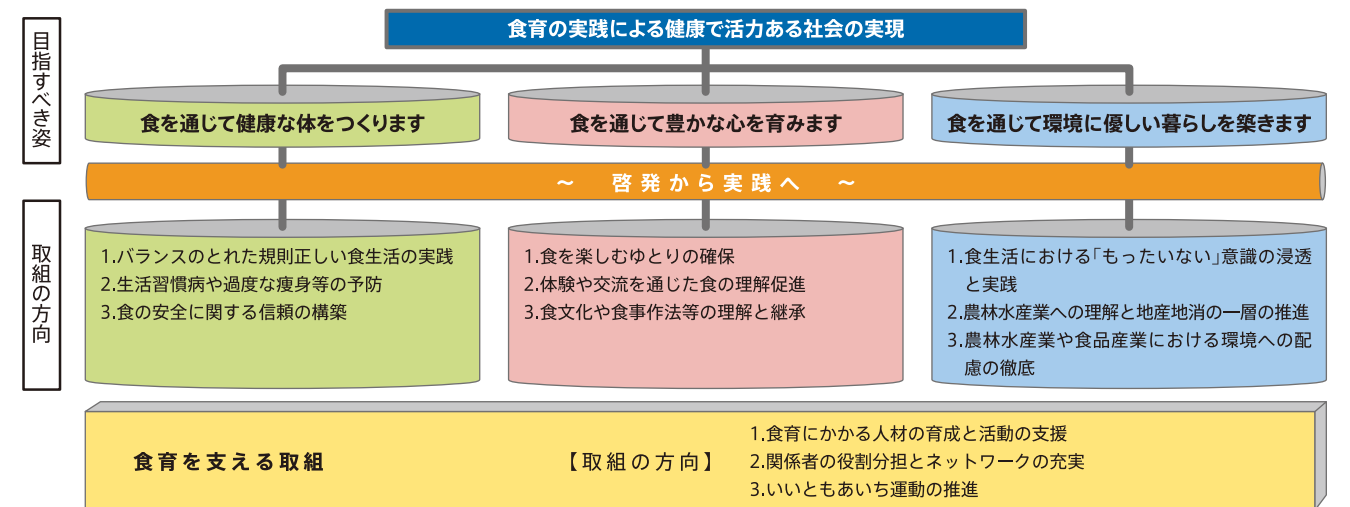 目指すべき姿
食育の実践による健康で活力ある社会の実現
食を通じて健康な体をつくります
食を通じて豊かな心を育みます
食を通じて環境に優しい暮らしを築きます
～　啓発から実践へ　～
取組の方向
1.バランスのとれた規則正しい食生活の実践
2.生活習慣病や過度な痩身等の予防
3.食の安全に関する信頼の構築
1.食を楽しむゆとりの確保
2.体験や交流を通じた食の理解促進
3.食文化や食事作法等の理解と継承
1.食生活における「もったいない」意識の浸透
と実践
2.農林水産業への理解と地産地消の一層の推進
3.農林水産業や食品産業における環境への配
慮の徹底
食育を支える取組
【取組の方向】
1.食育にかかる人材の育成と活動の支援
2.関係者の役割分担とネットワークの充実
3.いいともあいち運動の推進